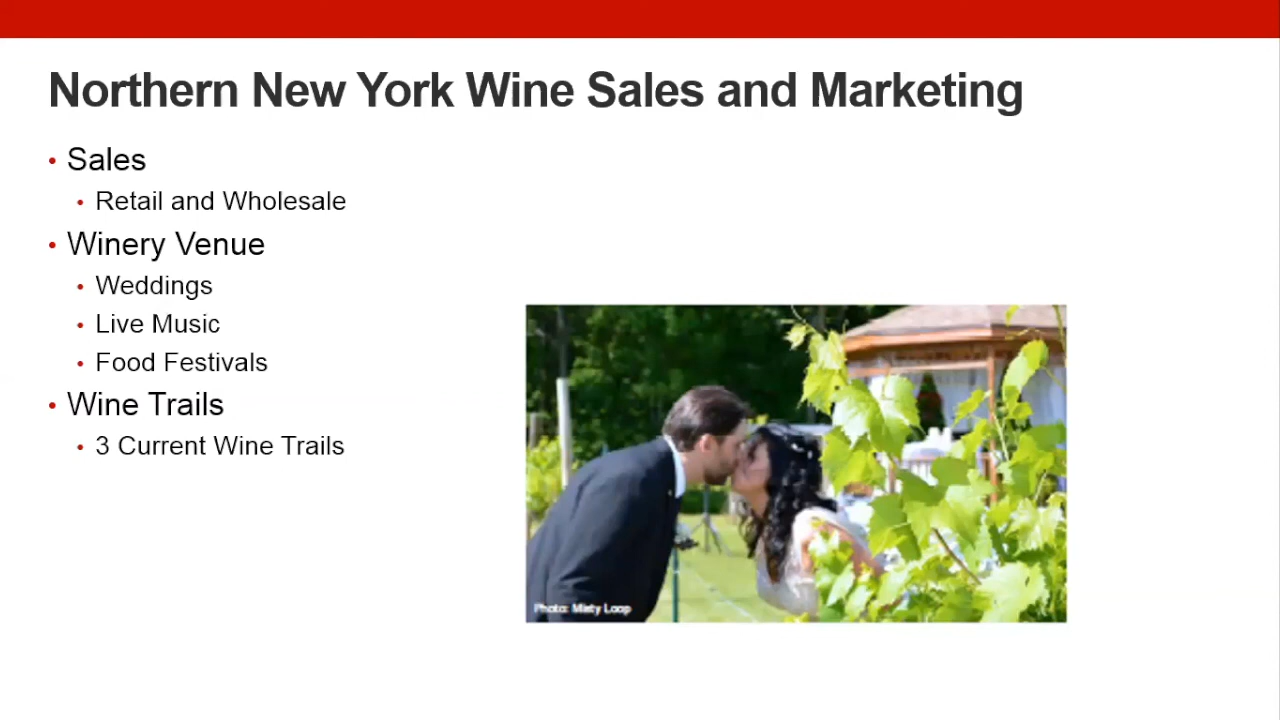 Northern New York Wine Sales and Marketing
• Sales
• Retail and Wholesale
• Winery Venue
• Weddings
• Live Music
• Food Festivals
• Wine Trails
• 3 Current Wine Trails
Photo: Misty Loop